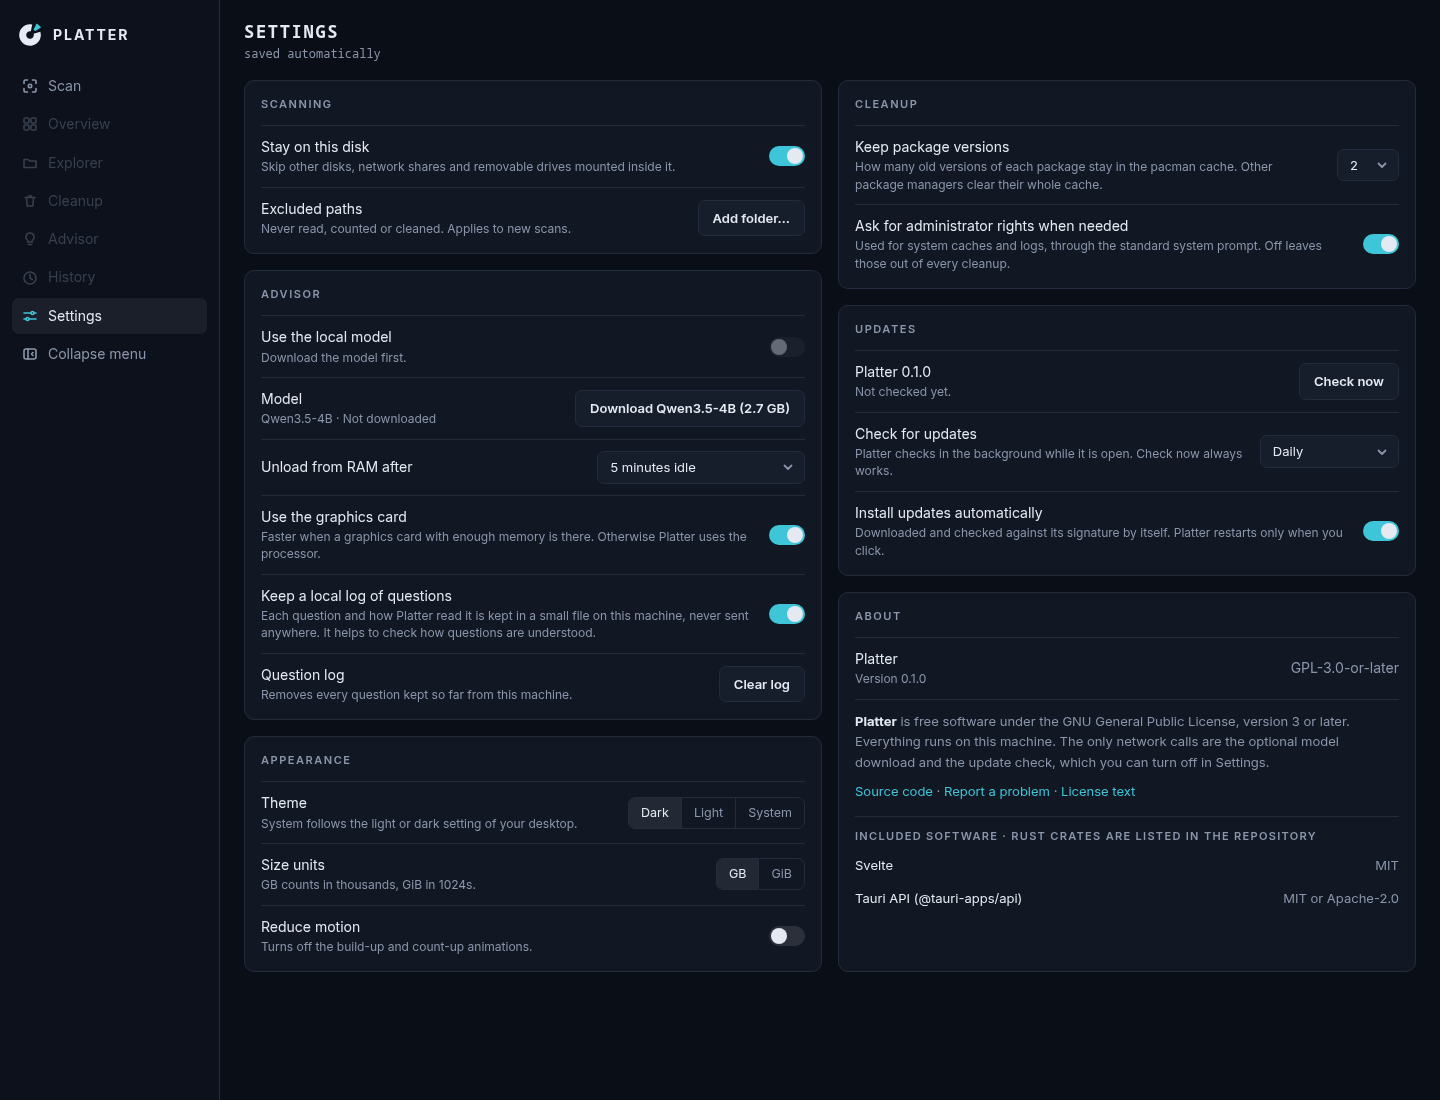 PLATTER
Scan
Overview
Explorer
Cleanup
Advisor
History
Settings
Collapse menu
SETTINGS
saved automatically
SCANNING
Stay on this disk
Skip other disks, network shares and removable drives mounted inside it.
Excluded paths
Never read, counted or cleaned. Applies to new scans.
Add folder...
ADVISOR
Use the local model
Download the model first.
Model
Qwen3.5-4B · Not downloaded
Download Qwen3.5-4B (2.7 GB)
Unload from RAM after
5 minutes idle
Use the graphics card
Faster when a graphics card with enough memory is there. Otherwise Platter uses the
processor.
Keep a local log of questions
Each question and how Platter read it is kept in a small file on this machine, never sent
anywhere. It helps to check how questions are understood.
Question log
Removes every question kept so far from this machine.
Clear log
APPEARANCE
Theme
System follows the light or dark setting of your desktop.
Dark Light System
Size units
GB counts in thousands, GiB in 1024s.
GB GiB
Reduce motion
Turns off the build-up and count-up animations.
CLEANUP
Keep package versions
How many old versions of each package stay in the pacman cache. Other
package managers clear their whole cache.
2
Ask for administrator rights when needed
Used for system caches and logs, through the standard system prompt. Off leaves
those out of every cleanup.
UPDATES
Platter 0.1.0
Not checked yet.
Check now
Check for updates
Platter checks in the background while it is open. Check now always
works.
Daily
Install updates automatically
Downloaded and checked against its signature by itself. Platter restarts only when you
click.
ABOUT
Platter
Version 0.1.0
GPL-3.0-or-later
Platter is free software under the GNU General Public License, version 3 or later.
Everything runs on this machine. The only network calls are the optional model
download and the update check, which you can turn off in Settings.
Source code · Report a problem · License text
INCLUDED SOFTWARE · RUST CRATES ARE LISTED IN THE REPOSITORY
Svelte MIT
Tauri API (@tauri-apps/api) MIT or Apache-2.0